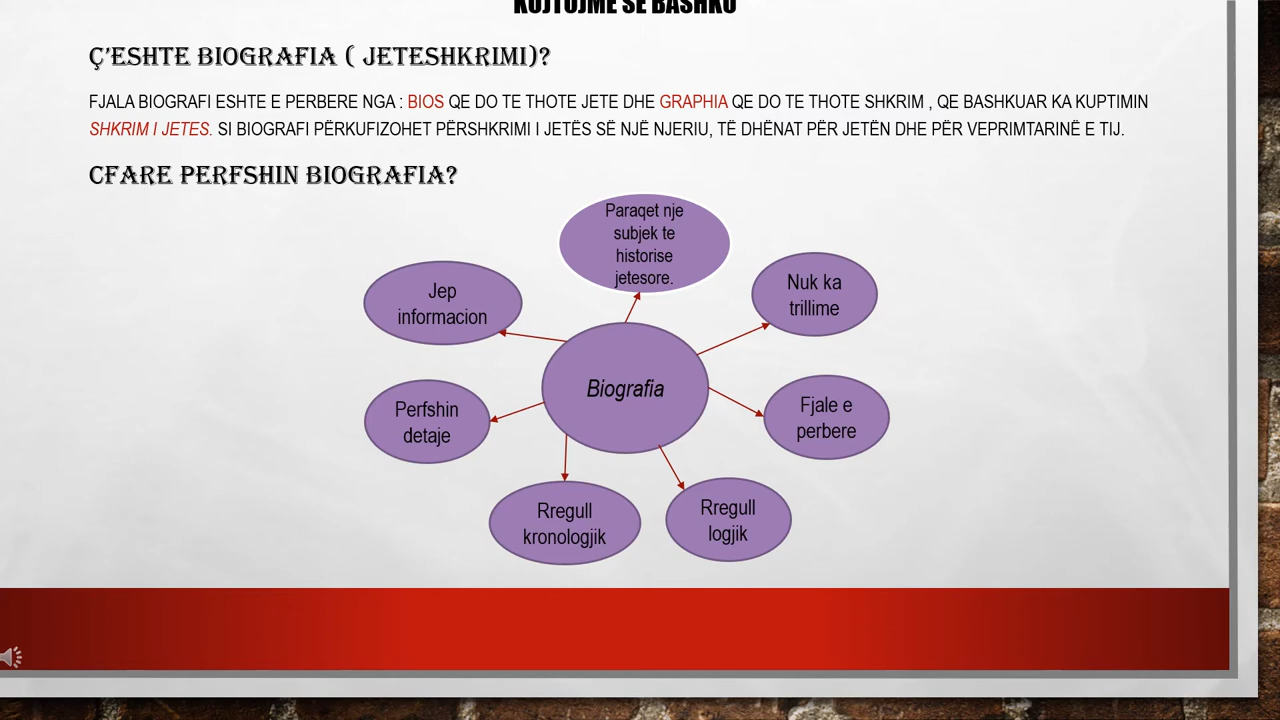 KUJTOJMË SË BASHKU
Ç'ESHTE BIOGRAFIA ( JETESHKRIMI)?
FJALA BIOGRAFI ESHTE E PERBERE NGA : BIOS QE DO TE THOTE JETE DHE GRAPHIA QE DO TE THOTE SHKRIM , QE BASHKUAR KA KUPTIMIN
SHKRIM I JETES. SI BIOGRAFI PËRKUFIZOHET PËRSHKRIMI I JETËS SË NJË NJERIU, TË DHËNAT PËR JETËN DHE PËR VEPRIMTARINË E TIJ.
CFARE PERFSHIN BIOGRAFIA?
Paraqet nje
subjek te
historise
jetesore.
Jep
informacion
Nuk ka
trillime
Biografia
Perfshin
detaje
Fjale e
perbere
Rregull
kronologjik
Rregull
logjik